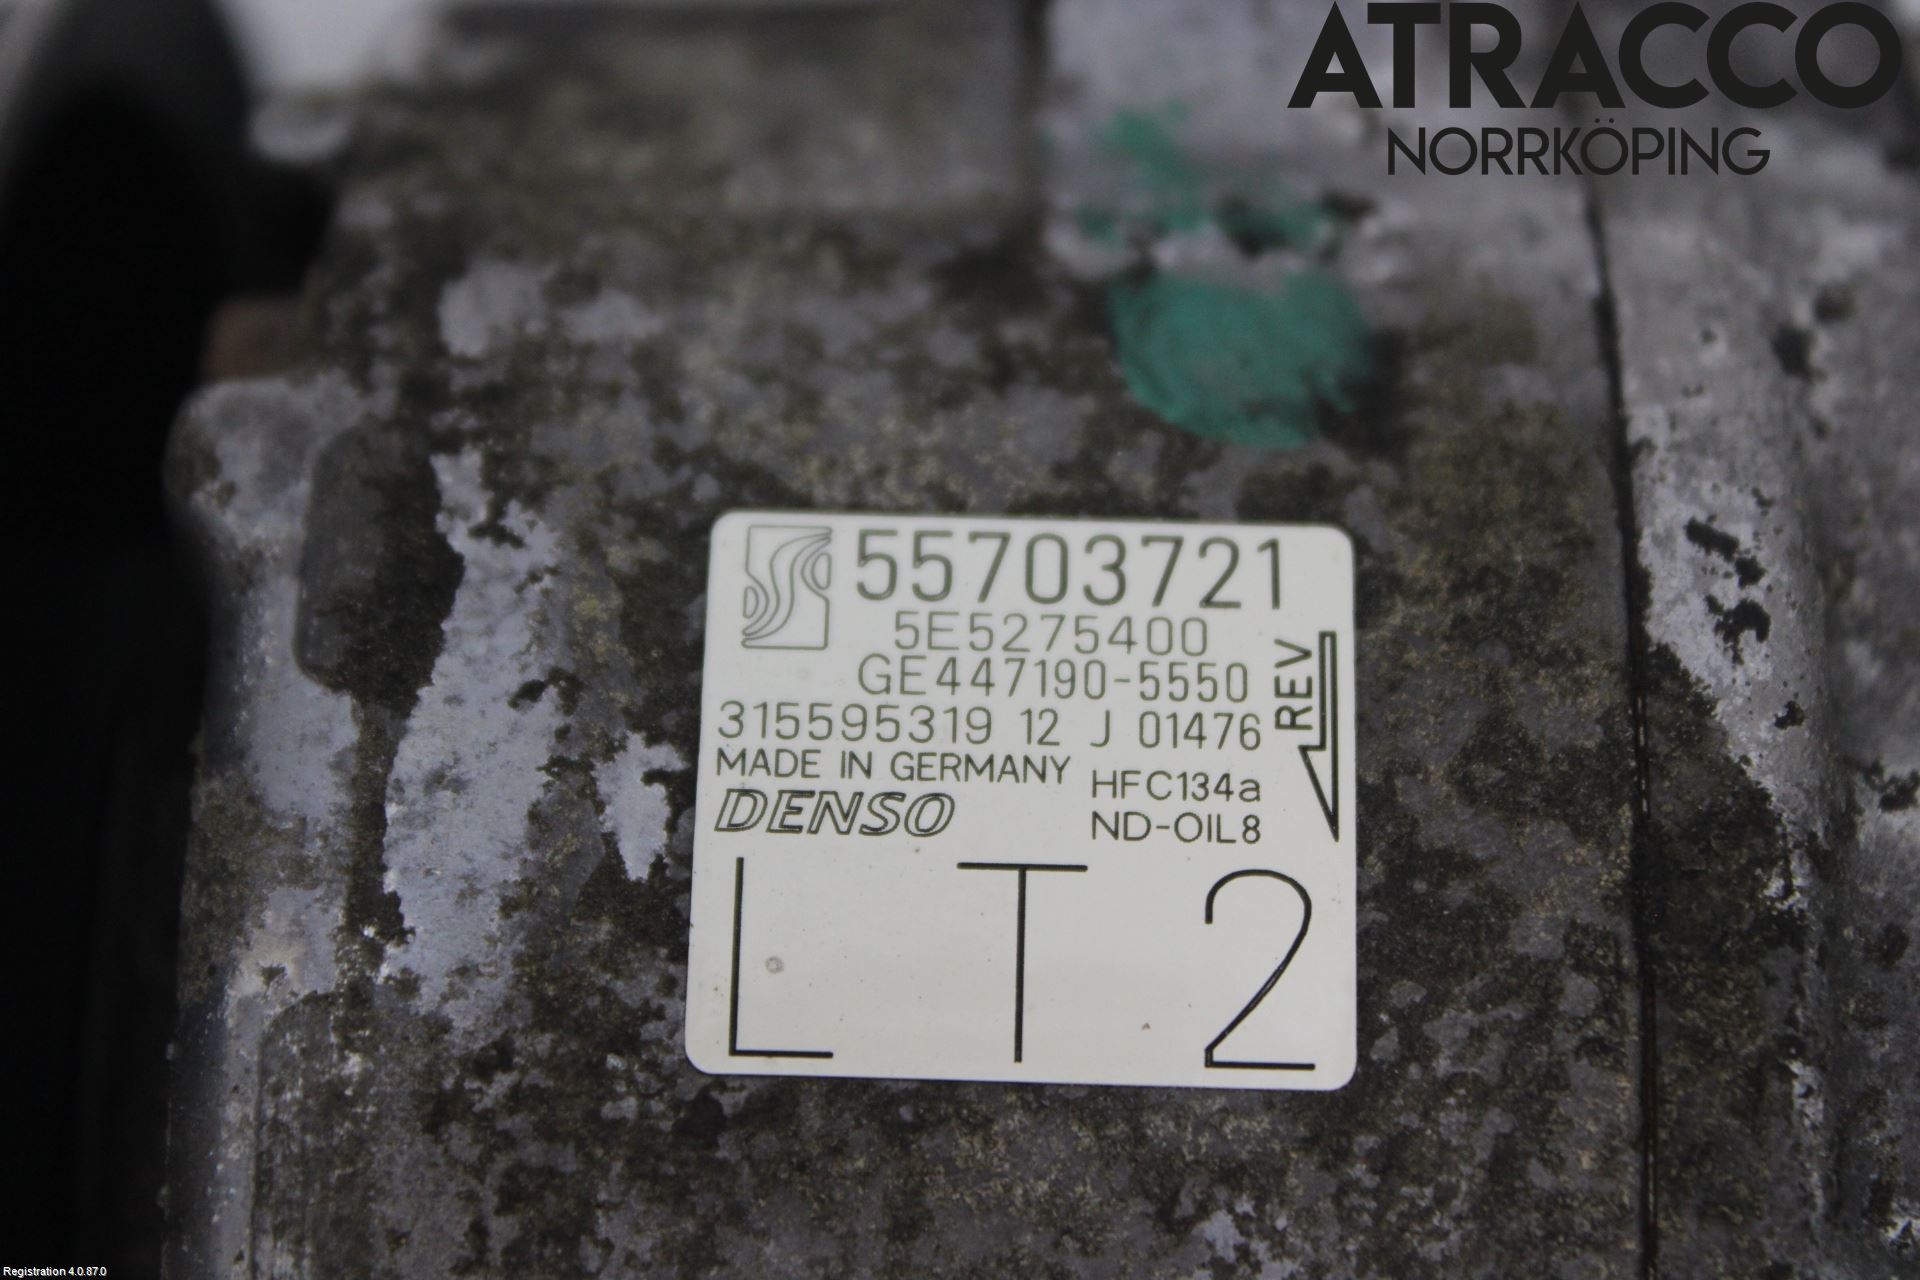 ATRACCO
NORRKÖPING
55703721
5E5275400
GE447190-5550
315595319 12 J 01476
MADE IN GERMANY
HFC134a
DENSO
ND-OIL8
REV
L T 2
Registration 4.0.87.0